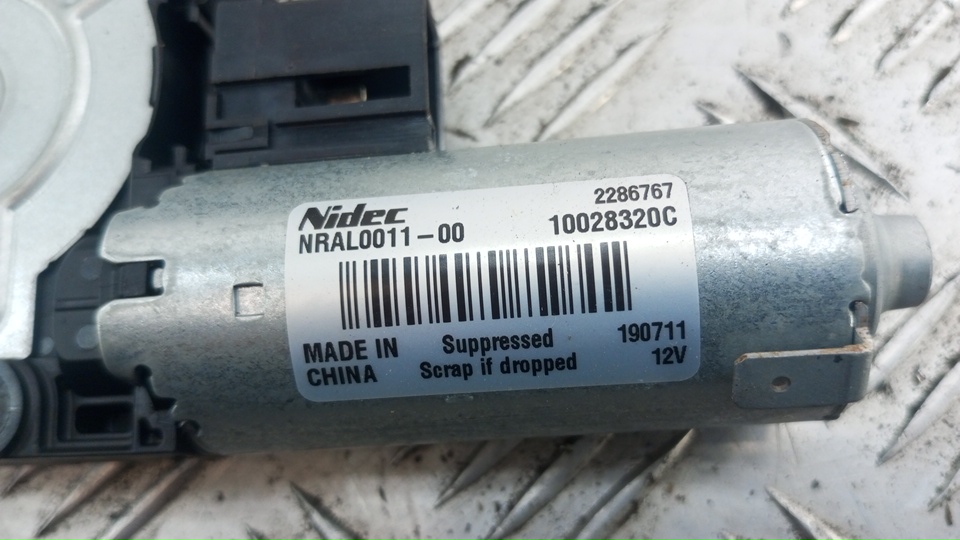 Nidec
2286767
NRAL0011-00
10028320C
MADE IN
CHINA
Suppressed
Scrap if dropped
190711
12V